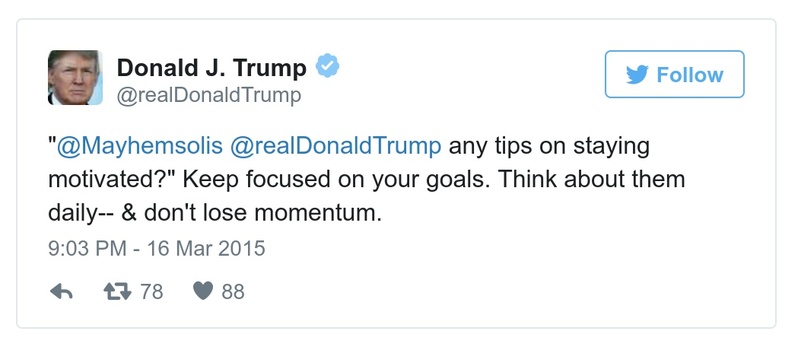 Donald J. Trump
@realDonaldTrump
Follow
"@Mayhemsolis @realDonaldTrump any tips on staying
motivated?" Keep focused on your goals. Think about them
daily-- & don't lose momentum.
9:03 PM - 16 Mar 2015
78 88